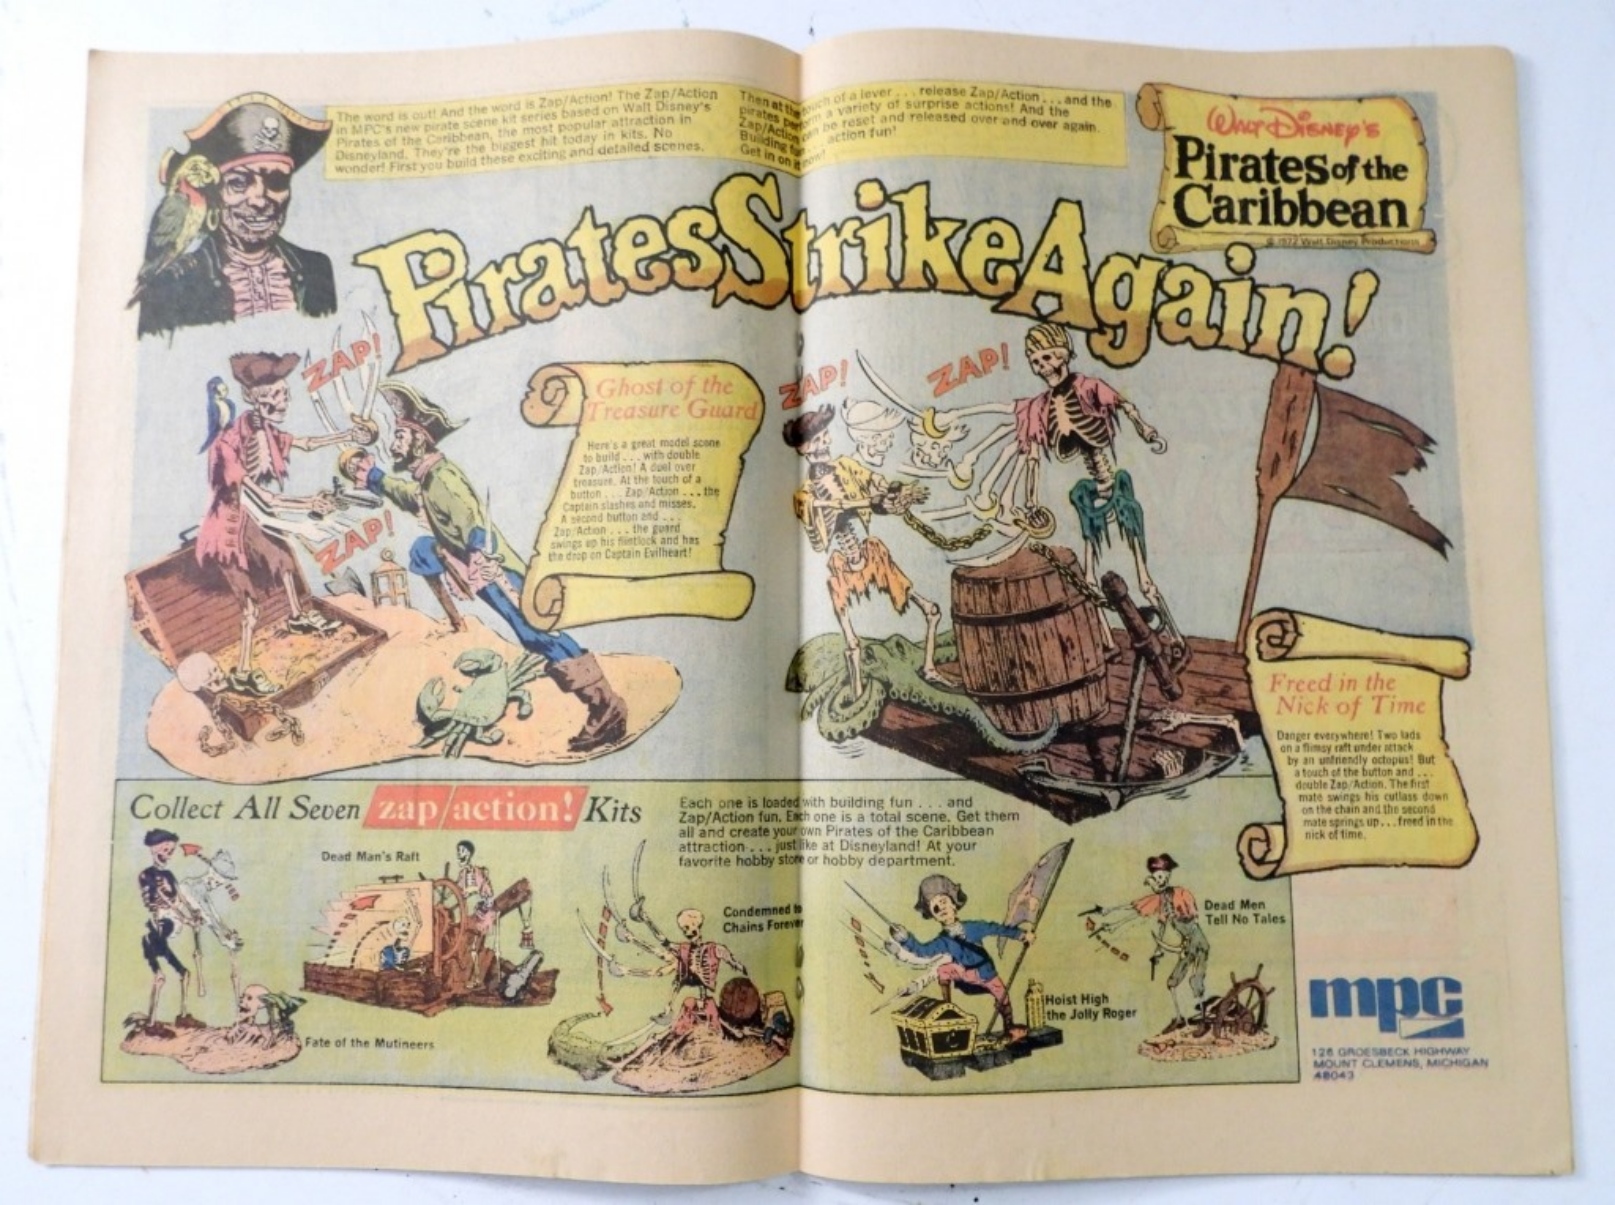 The word is out! And the word is Zap/Action! The Zap/Action
in MPC's new pirate scene kit series based on Walt Disney's
Pirates of the Caribbean, the most popular attraction in
Disneyland. They're the biggest hit today in kits. No
wonder! First you build these exciting and detailed scenes.
Then at the touch of a lever . . . release Zap/Action . . . and the
pirates perform a variety of surprise actions! And the
Zap/Action can be reset and released over and over again.
Building fun action fun!
Get in on it now!
Walt Disney's
Pirates of the
Caribbean
© 1972 Walt Disney Productions
Pirates Strike Again!
ZAP!
ZAP!
Ghost of the
Treasure Guard
Here's a great model scene
to build . . . with double
Zap/Action! A duel over
treasure. At the touch of a
button . . . Zap/Action . . . the
Captain slashes and misses.
A second button and . . .
Zap/Action . . . the guard
swings up his flintlock and has
the drop on Captain Evilheart!
ZAP!
ZAP!
Freed in the
Nick of Time
Danger everywhere! Two lads
on a flimsy raft under attack
by an unfriendly octopus! But
a touch of the button and . . .
double Zap/Action. The first
mate swings his cutlass down
on the chain and the second
mate springs up . . . freed in the
nick of time.
Collect All Seven zap/action! Kits
Each one is loaded with building fun . . . and
Zap/Action fun. Each one is a total scene. Get them
all and create your own Pirates of the Caribbean
attraction . . . just like at Disneyland! At your
favorite hobby store or hobby department.
Dead Man's Raft
Fate of the Mutineers
Condemned to
Chains Forever
Hoist High
the Jolly Roger
Dead Men
Tell No Tales
mpc
126 GROESBECK HIGHWAY
MOUNT CLEMENS, MICHIGAN
48043